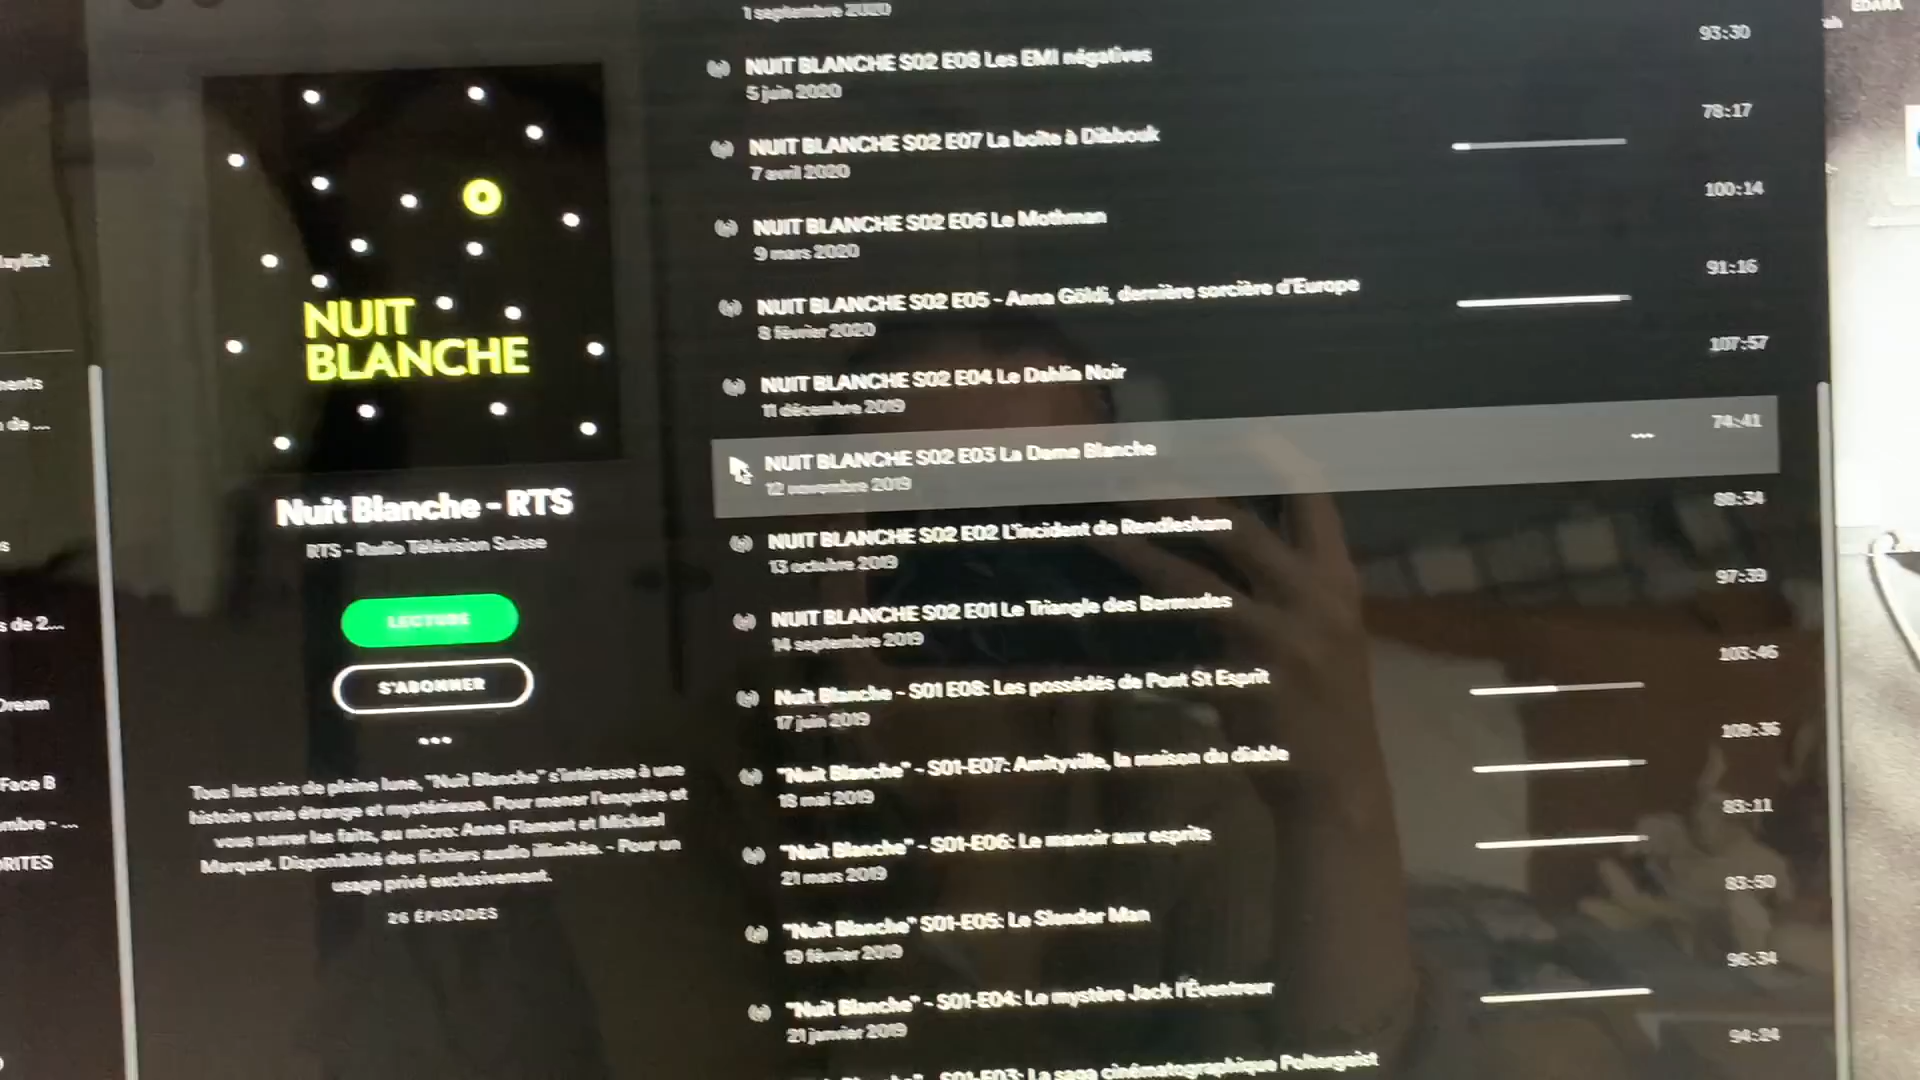 EDARA
aylist
ments
n de ...
s
s de 2...
Dream
Face B
mbre - ...
ORITES
NUIT
BLANCHE
Nuit Blanche - RTS
RTS - Radio Télévision Suisse
LECTURE
S'ABONNER
...
Tous les soirs de pleine lune, "Nuit Blanche" s'intéresse à une
histoire vraie étrange et mystérieuse. Pour mener l'enquête et
vous narrer les faits, au micro: Anne Flament et Mickael
Marquet. Disponibilité des fichiers audio illimitée. - Pour un
usage privé exclusivement.
26 ÉPISODES
1 septembre 2020
93:30
NUIT BLANCHE S02 E08 Les EMI négatives
5 juin 2020
78:17
NUIT BLANCHE S02 E07 La boîte à Dibbouk
7 avril 2020
100:14
NUIT BLANCHE S02 E06 Le Mothman
9 mars 2020
91:16
NUIT BLANCHE S02 E05 - Anna Göldi, dernière sorcière d'Europe
8 février 2020
107:57
NUIT BLANCHE S02 E04 Le Dahlia Noir
11 décembre 2019
74:41
NUIT BLANCHE S02 E03 La Dame Blanche
...
12 novembre 2019
88:34
NUIT BLANCHE S02 E02 L'incident de Rendlesham
13 octobre 2019
97:39
NUIT BLANCHE S02 E01 Le Triangle des Bermudes
14 septembre 2019
103:46
Nuit Blanche - S01 E08: Les possédés de Pont St Esprit
17 juin 2019
109:36
"Nuit Blanche" - S01-E07: Amityville, la maison du diable
18 mai 2019
83:11
"Nuit Blanche" - S01-E06: Le manoir aux esprits
21 mars 2019
83:50
"Nuit Blanche" S01-E05: Le Slender Man
19 février 2019
96:34
"Nuit Blanche" - S01-E04: Le mystère Jack l'Éventreur
21 janvier 2019
94:24
Blanche" - S01-E03: La saga cinématographique Poltergeist